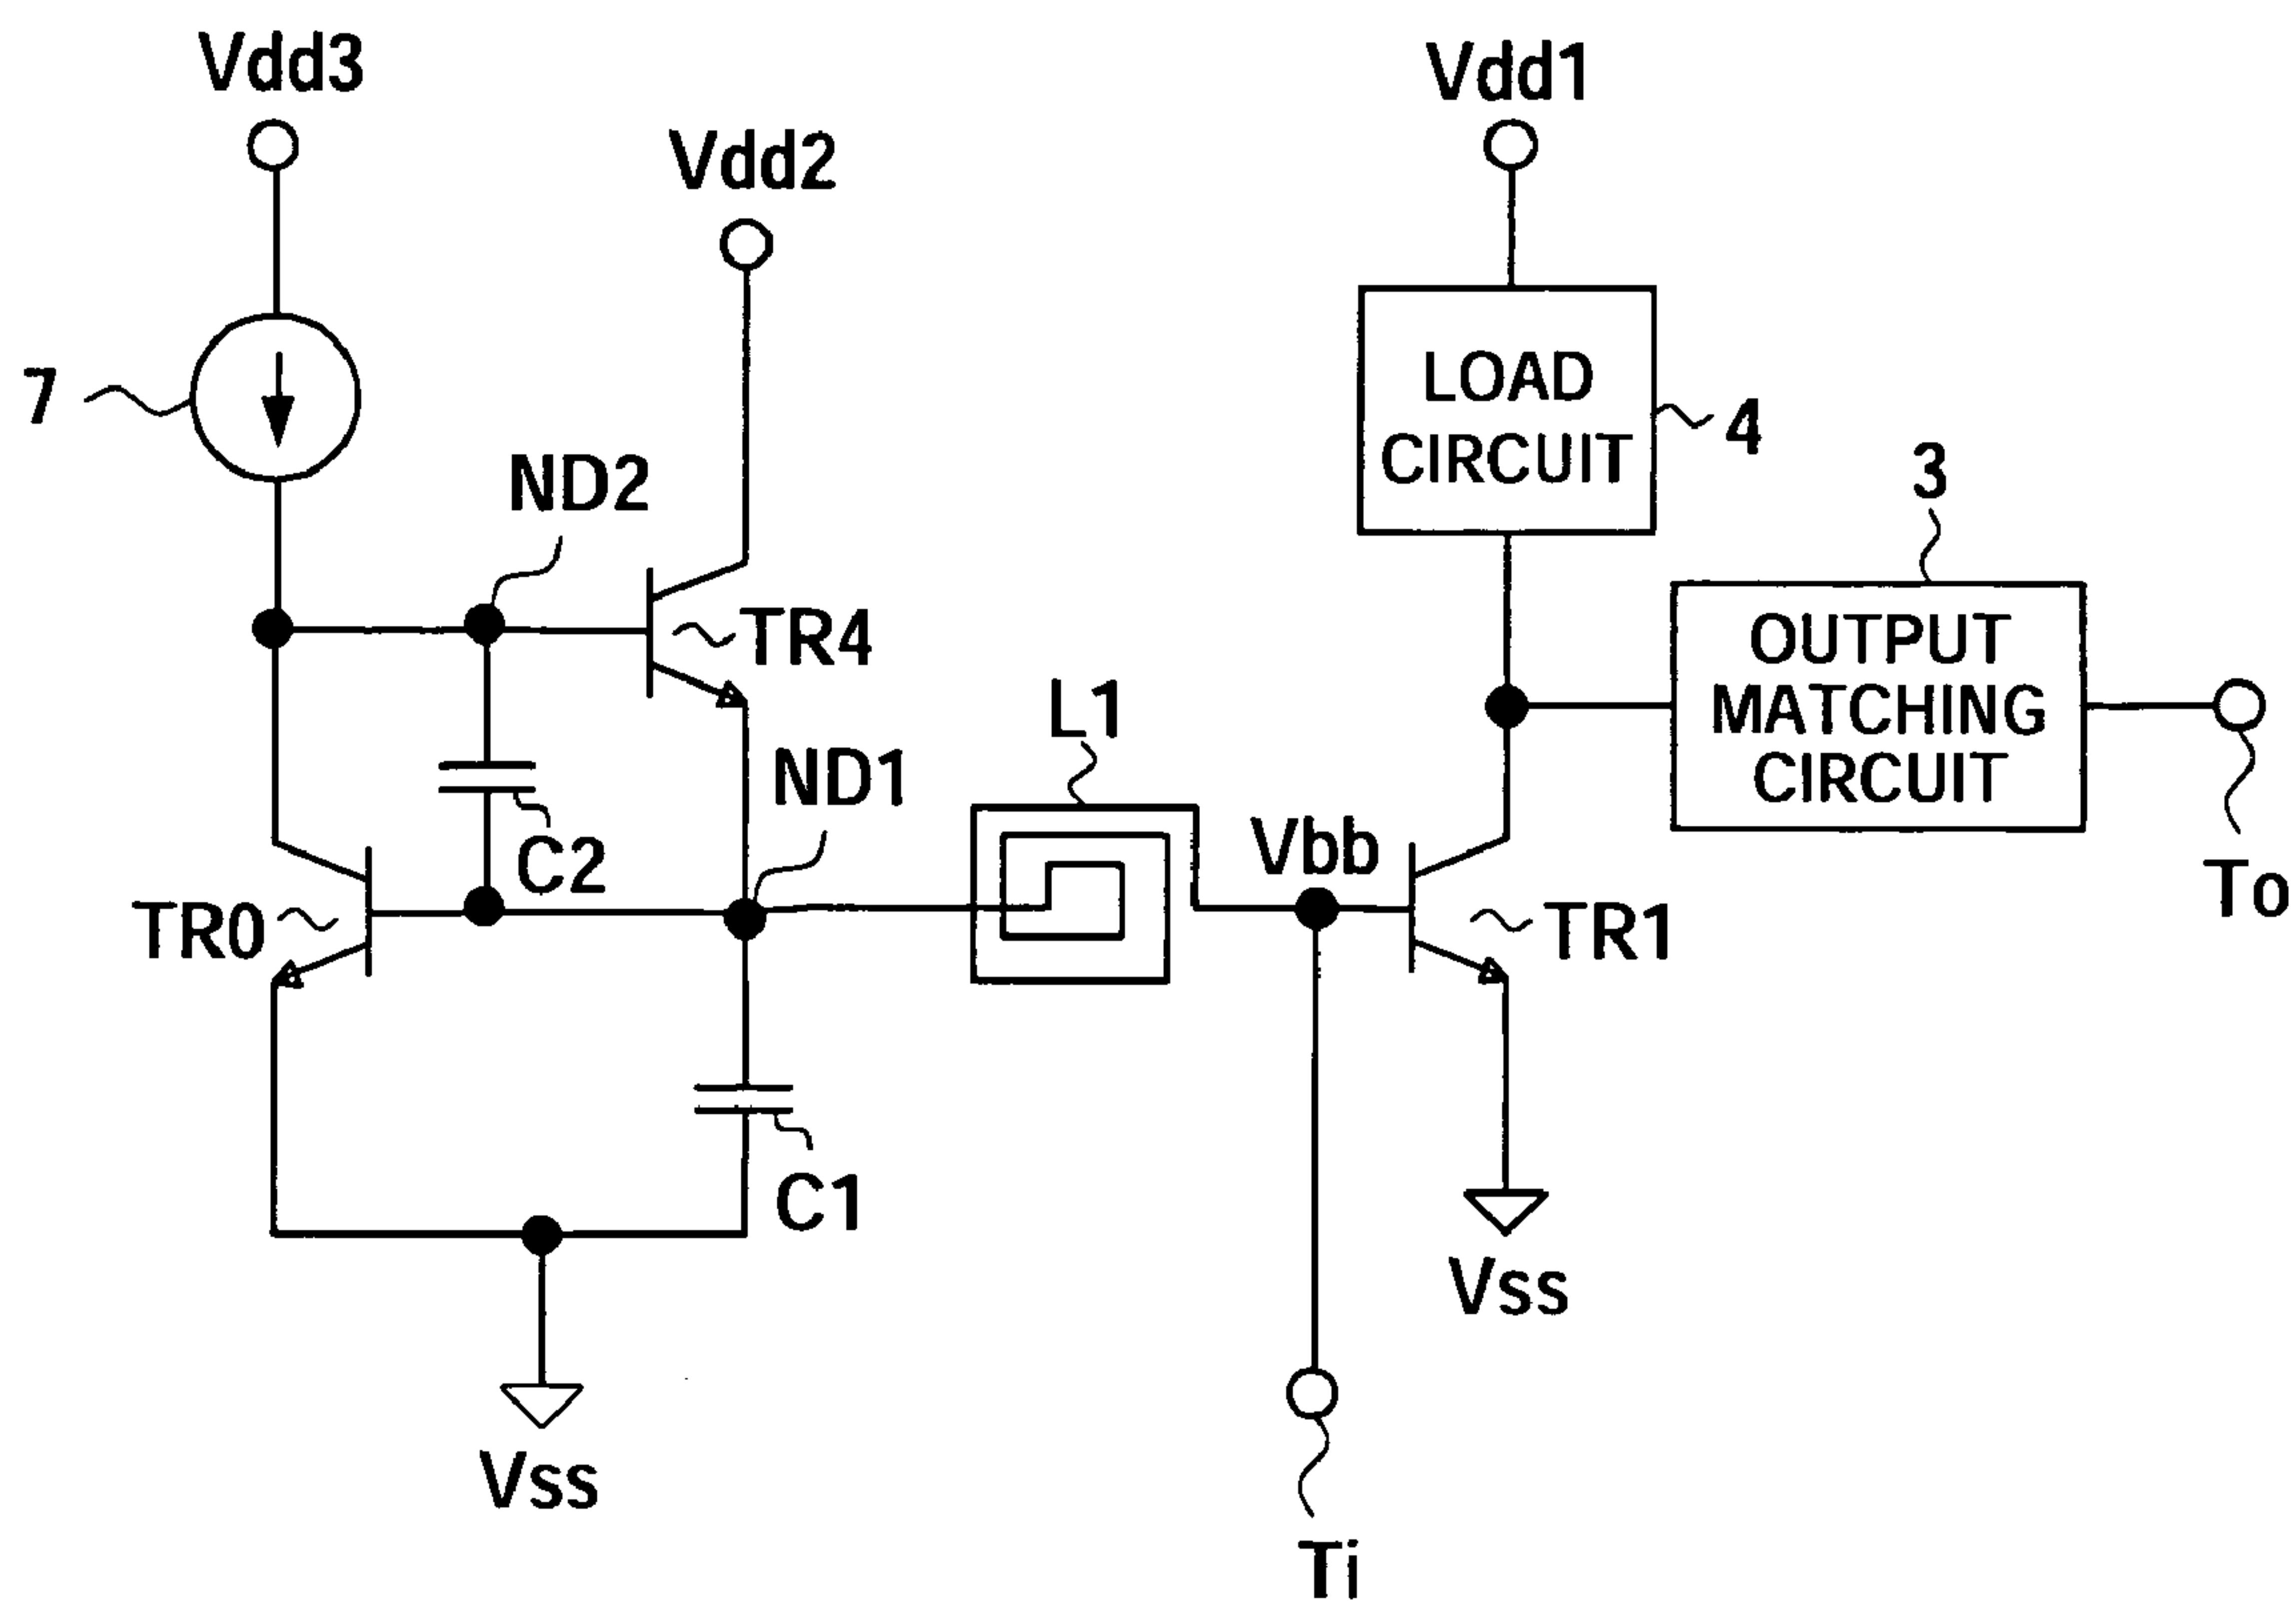 Vdd3
Vdd1
Vdd2
7
LOAD
CIRCUIT
4
ND2
3
TR4
OUTPUT
MATCHING
CIRCUIT
L1
ND1
Vbb
C2
TR0
TR1
To
C1
Vss
Vss
Ti